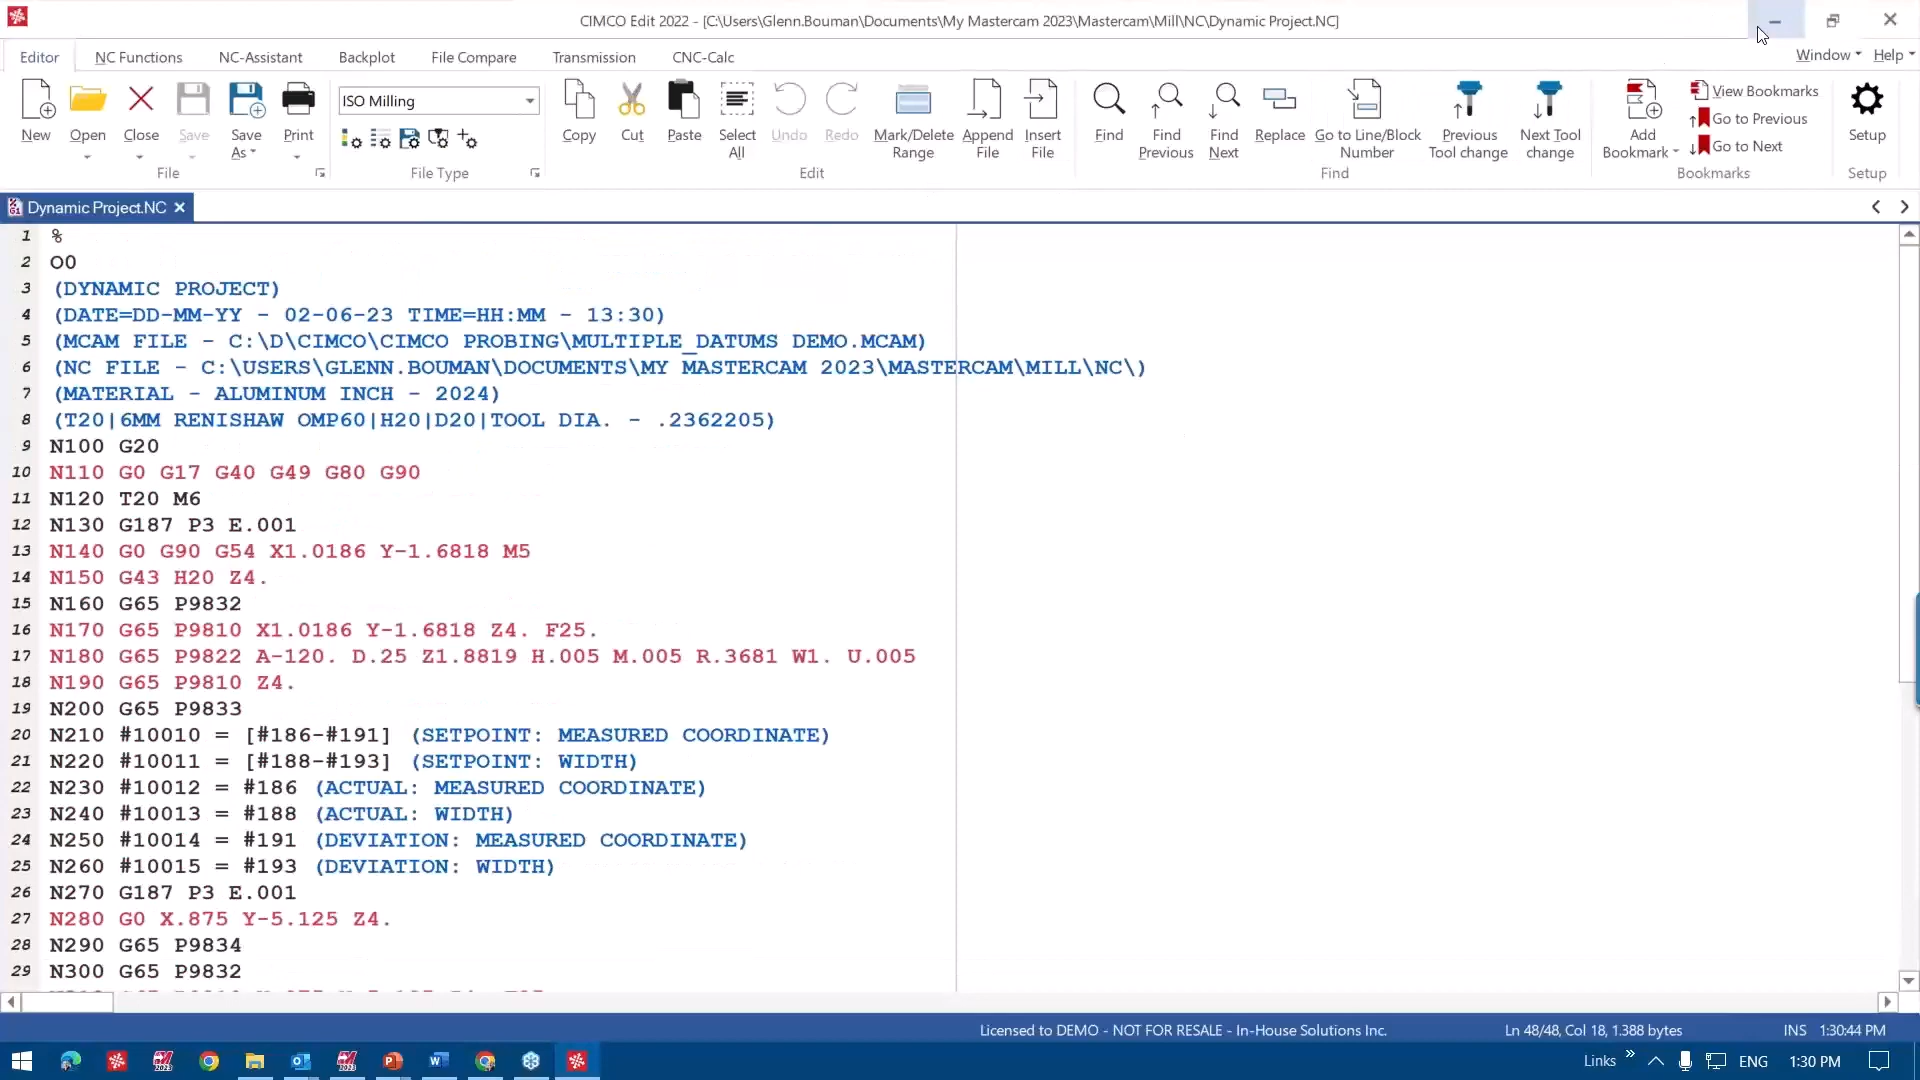 CIMCO Edit 2022 - [C:\Users\Glenn.Bouman\Documents\My Mastercam 2023\Mastercam\Mill\NC\Dynamic Project.NC]
Editor NC Functions NC-Assistant Backplot File Compare Transmission CNC-Calc Window Help
New Open Close Save Save As Print
File
ISO Milling
File Type
Copy Cut Paste Select All Undo Redo Mark/Delete Range Append File Insert File
Edit
Find Find Previous Find Next Replace Go to Line/Block Number Previous Tool change Next Tool change
Find
Add Bookmark View Bookmarks Go to Previous Go to Next
Bookmarks
Setup
Setup
Dynamic Project.NC
1 %
2 O0
3 (DYNAMIC PROJECT)
4 (DATE=DD-MM-YY - 02-06-23 TIME=HH:MM - 13:30)
5 (MCAM FILE - C:\D\CIMCO\CIMCO PROBING\MULTIPLE_DATUMS DEMO.MCAM)
6 (NC FILE - C:\USERS\GLENN.BOUMAN\DOCUMENTS\MY MASTERCAM 2023\MASTERCAM\MILL\NC\)
7 (MATERIAL - ALUMINUM INCH - 2024)
8 (T20|6MM RENISHAW OMP60|H20|D20|TOOL DIA. - .2362205)
9 N100 G20
10 N110 G0 G17 G40 G49 G80 G90
11 N120 T20 M6
12 N130 G187 P3 E.001
13 N140 G0 G90 G54 X1.0186 Y-1.6818 M5
14 N150 G43 H20 Z4.
15 N160 G65 P9832
16 N170 G65 P9810 X1.0186 Y-1.6818 Z4. F25.
17 N180 G65 P9822 A-120. D.25 Z1.8819 H.005 M.005 R.3681 W1. U.005
18 N190 G65 P9810 Z4.
19 N200 G65 P9833
20 N210 #10010 = [#186-#191] (SETPOINT: MEASURED COORDINATE)
21 N220 #10011 = [#188-#193] (SETPOINT: WIDTH)
22 N230 #10012 = #186 (ACTUAL: MEASURED COORDINATE)
23 N240 #10013 = #188 (ACTUAL: WIDTH)
24 N250 #10014 = #191 (DEVIATION: MEASURED COORDINATE)
25 N260 #10015 = #193 (DEVIATION: WIDTH)
26 N270 G187 P3 E.001
27 N280 G0 X.875 Y-5.125 Z4.
28 N290 G65 P9834
29 N300 G65 P9832
Licensed to DEMO - NOT FOR RESALE - In-House Solutions Inc. Ln 48/48, Col 18, 1.388 bytes INS 1:30:44 PM
Links ENG 1:30 PM